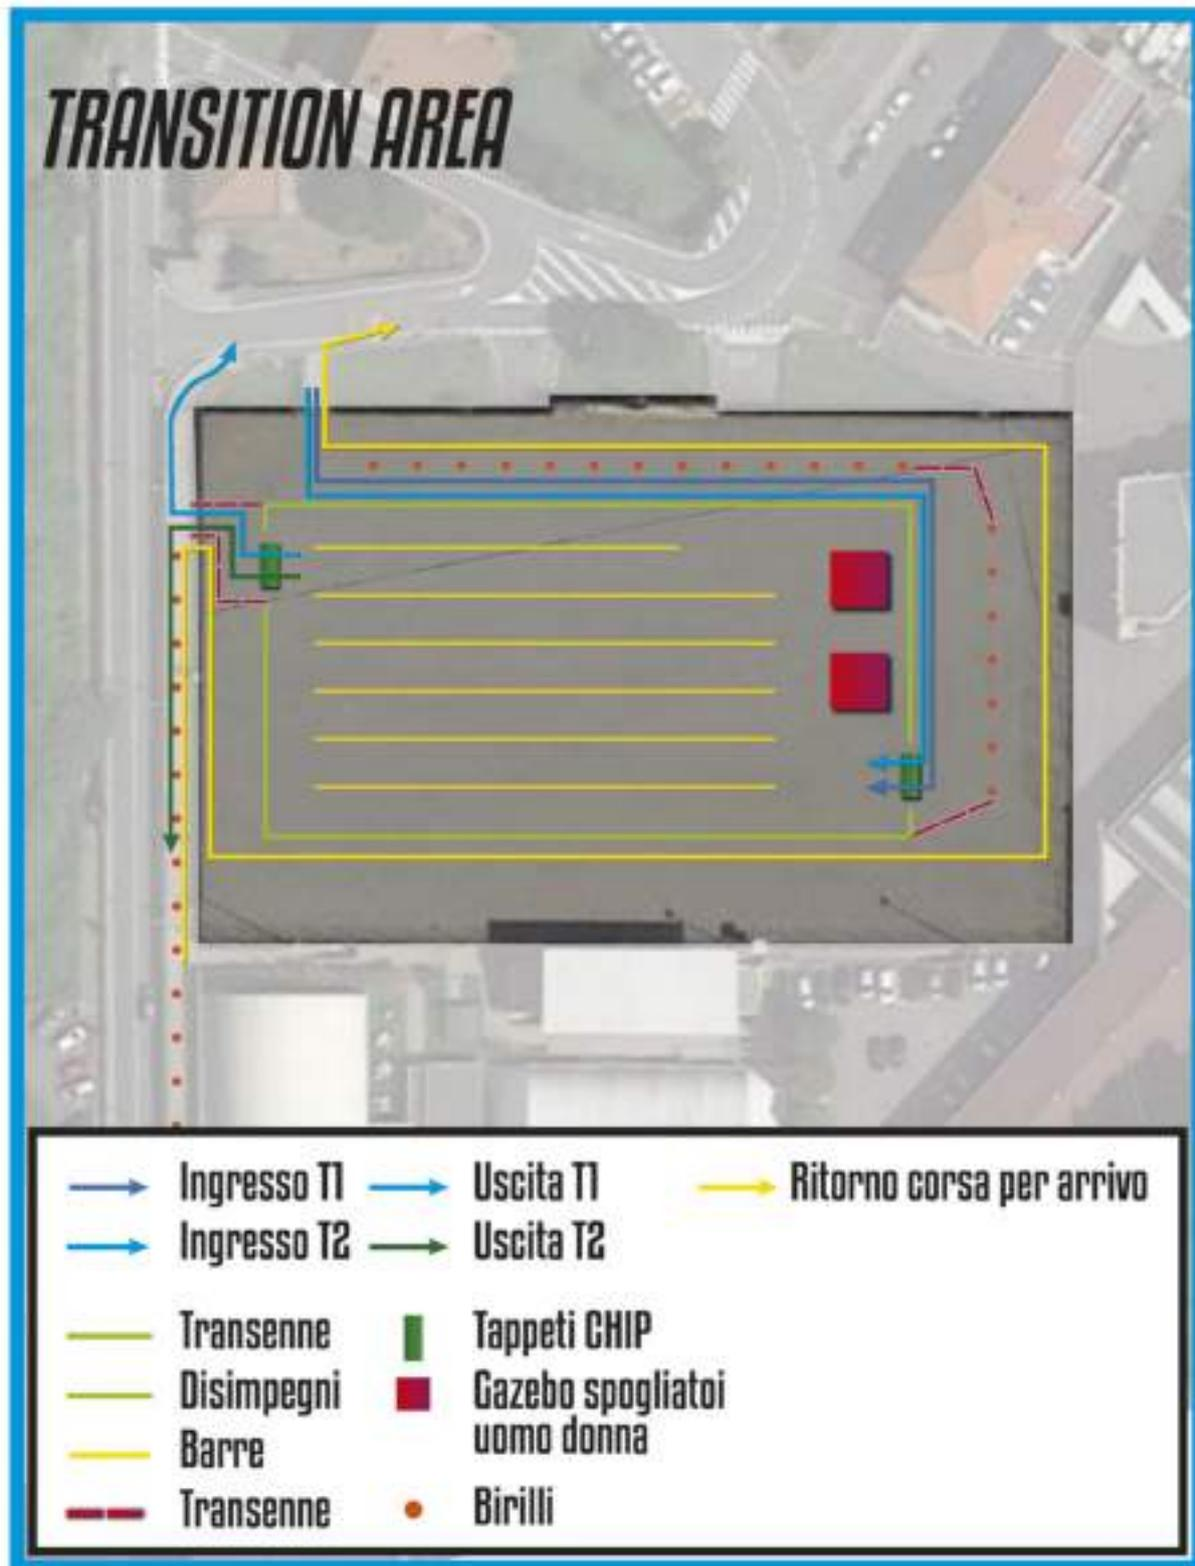 TRANSITION AREA
Ingresso T1
Uscita T1
Ritorno corsa per arrivo
Ingresso T2
Uscita T2
Transenne
Tappeti CHIP
Disimpegni
Gazebo spogliatoi
uomo donna
Barre
Transenne
Birilli